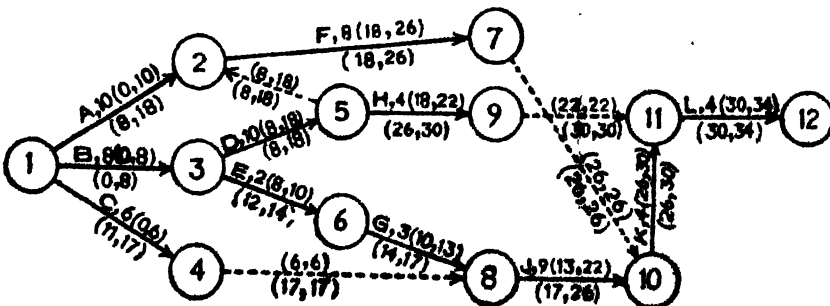 1
2
3
4
5
6
7
8
9
10
11
12
A,10(0,10)
(8,18)
B,8(0,8)
(0,8)
C,6(0,6)
(11,17)
D,10(8,18)
(8,18)
E,2(8,10)
(12,14)
F,8(18,26)
(18,26)
(8,18)
(8,18)
H,4(18,22)
(26,30)
G,3(10,13)
(14,17)
(6,6)
(17,17)
J,9(13,22)
(17,26)
(26,26)
(26,26)
(22,22)
(30,30)
K,4(26,30)
(26,30)
L,4(30,34)
(30,34)